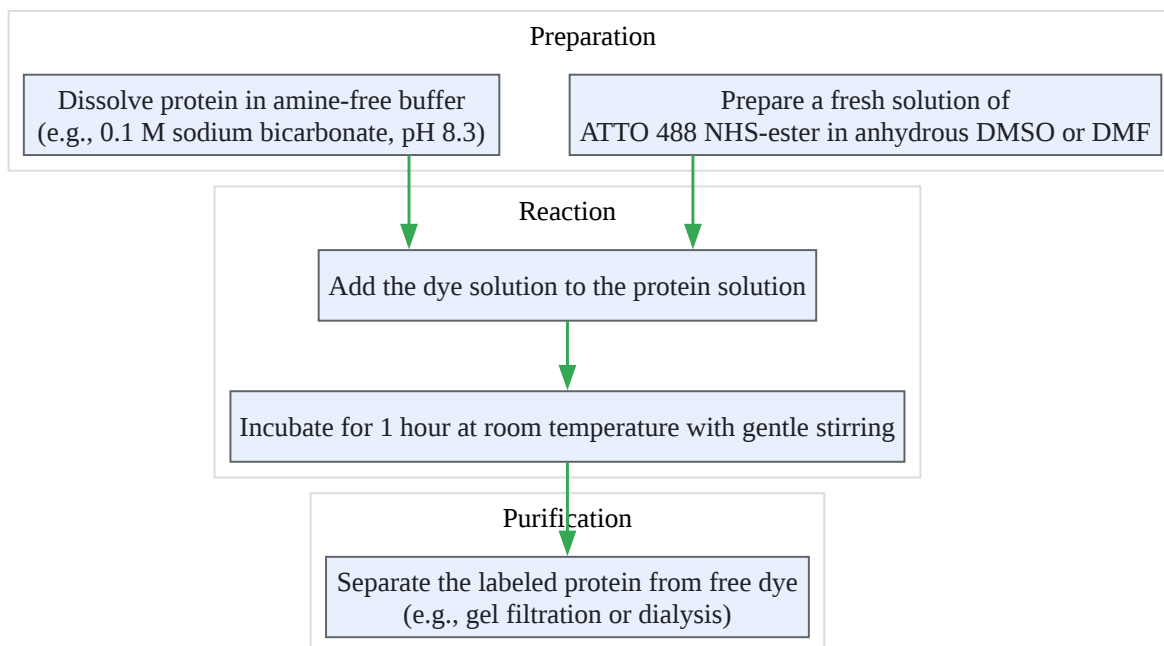 Preparation
Dissolve protein in amine-free buffer
(e.g., 0.1 M sodium bicarbonate, pH 8.3)
Prepare a fresh solution of
ATTO 488 NHS-ester in anhydrous DMSO or DMF
Reaction
Add the dye solution to the protein solution
Incubate for 1 hour at room temperature with gentle stirring
Purification
Separate the labeled protein from free dye
(e.g., gel filtration or dialysis)